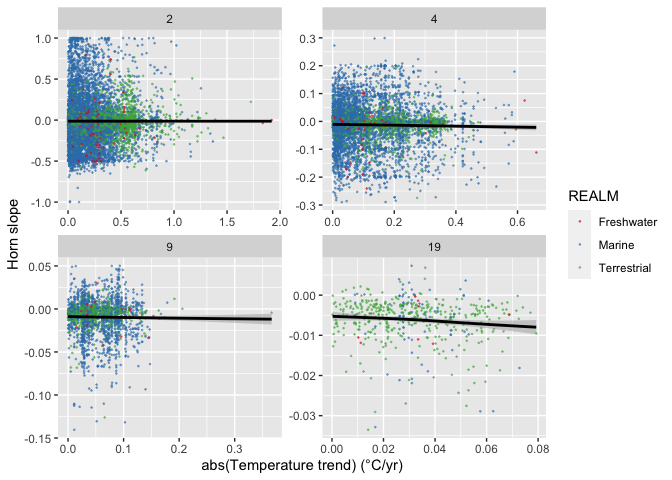 2
4
1.0
0.5
0.0
-0.5
-1.0
0.3
0.2
0.1
0.0
-0.1
-0.2
-0.3
0.0 0.5 1.0 1.5 2.0
0.0 0.2 0.4 0.6
Horn slope
9
19
0.05
0.00
-0.05
-0.10
-0.15
0.00
-0.01
-0.02
-0.03
0.0 0.1 0.2 0.3
0.00 0.02 0.04 0.06 0.08
abs(Temperature trend) (°C/yr)
REALM
Freshwater
Marine
Terrestrial